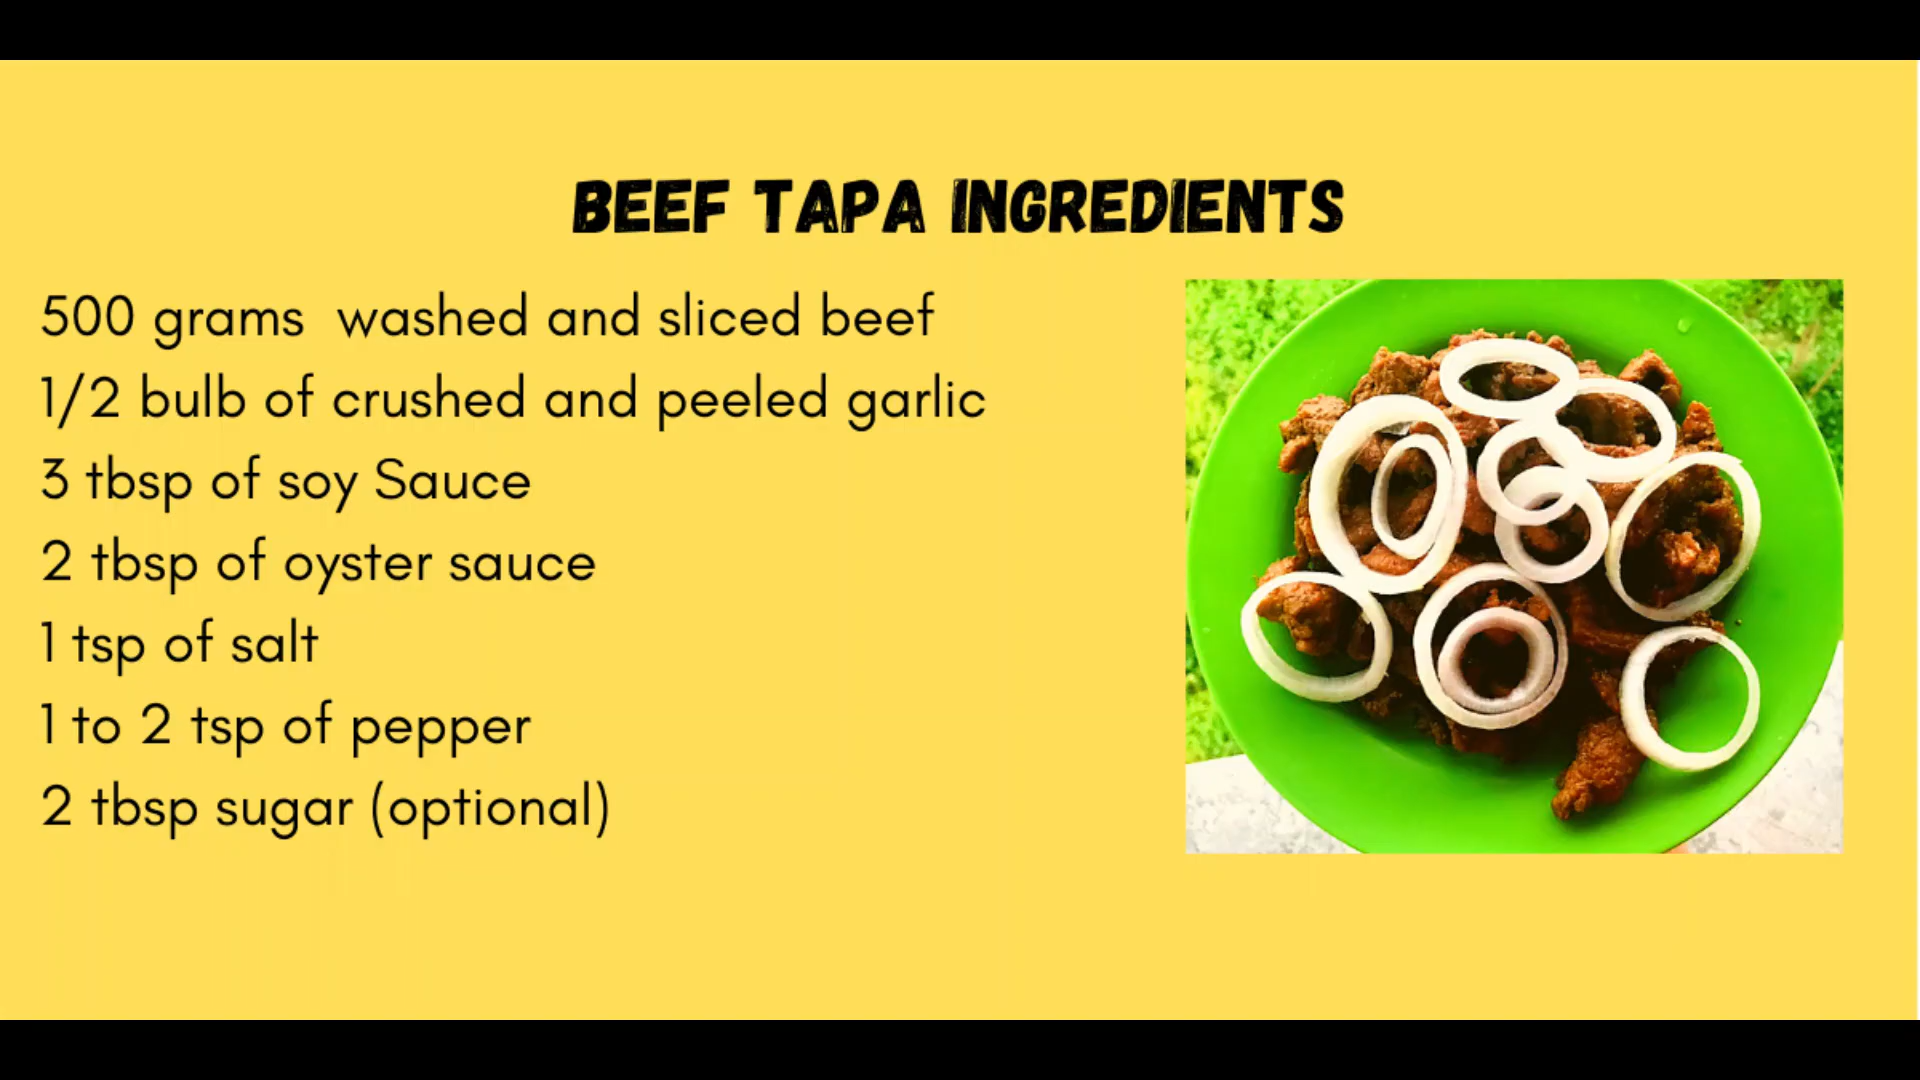 BEEF TAPA INGREDIENTS
500 grams  washed and sliced beef
1/2 bulb of crushed and peeled garlic
3 tbsp of soy Sauce
2 tbsp of oyster sauce
1 tsp of salt
1 to 2 tsp of pepper
2 tbsp sugar (optional)